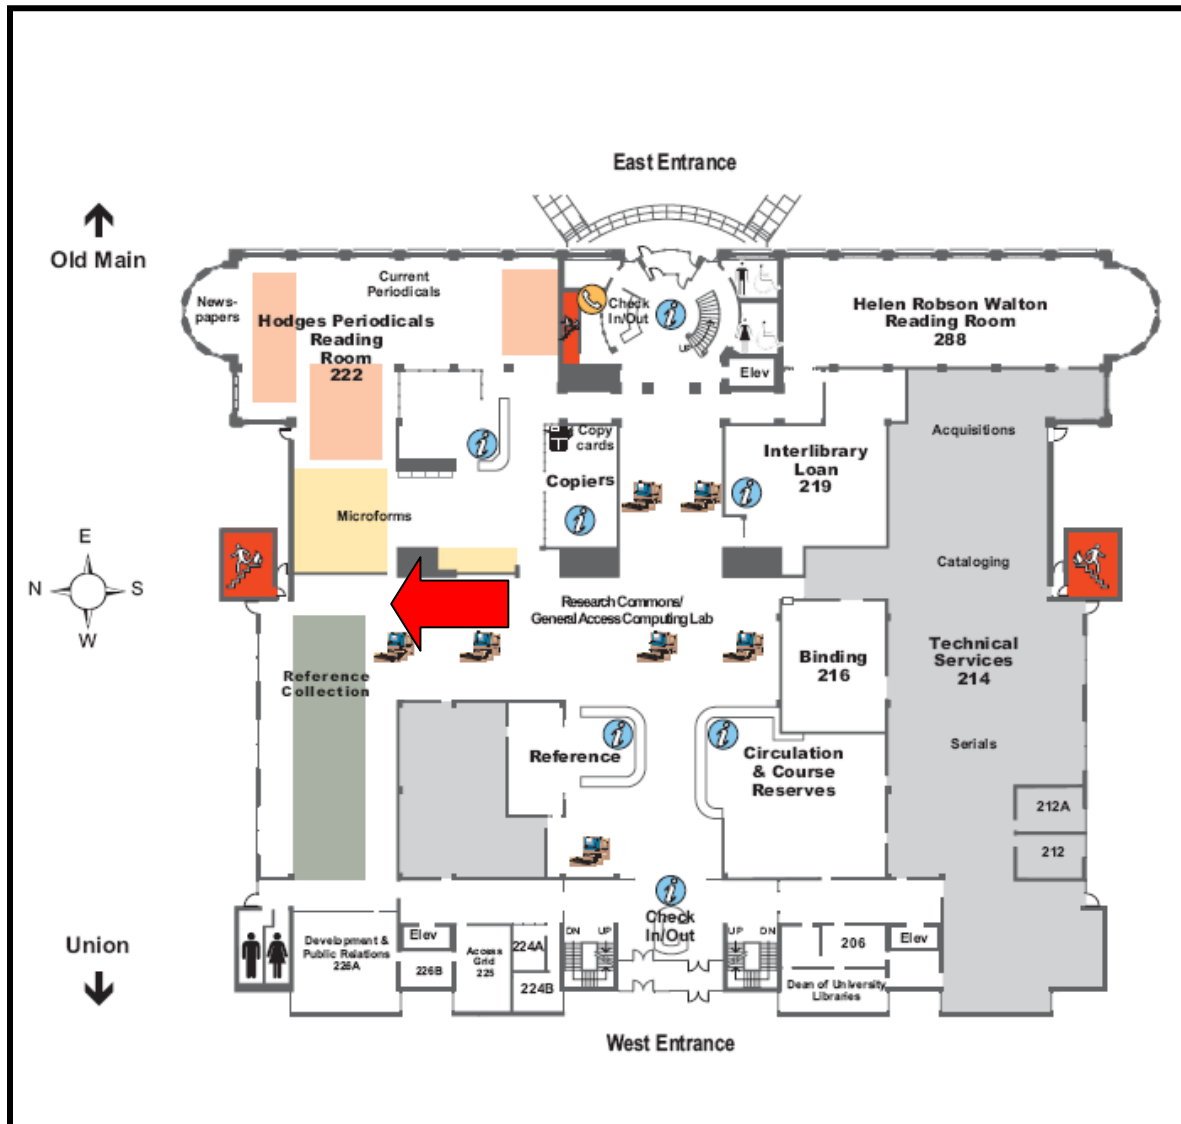 East Entrance
Old Main
News-
papers
Current
Periodicals
Hodges Periodicals
Reading
Room
222
Check
In/Out
UP
Elev
Helen Robson Walton
Reading Room
288
Copy
cards
Copiers
Interlibrary
Loan
219
Acquisitions
Microforms
Cataloging
E
N
S
W
Research Commons/
General Access Computing Lab
Reference
Collection
Binding
216
Technical
Services
214
Reference
Circulation
& Course
Reserves
Serials
212A
212
Union
Development &
Public Relations
226A
Elev
226B
Access
Grid
225
224A
224B
DN
UP
Check
In/Out
UP
DN
206
Elev
Dean of University
Libraries
West Entrance